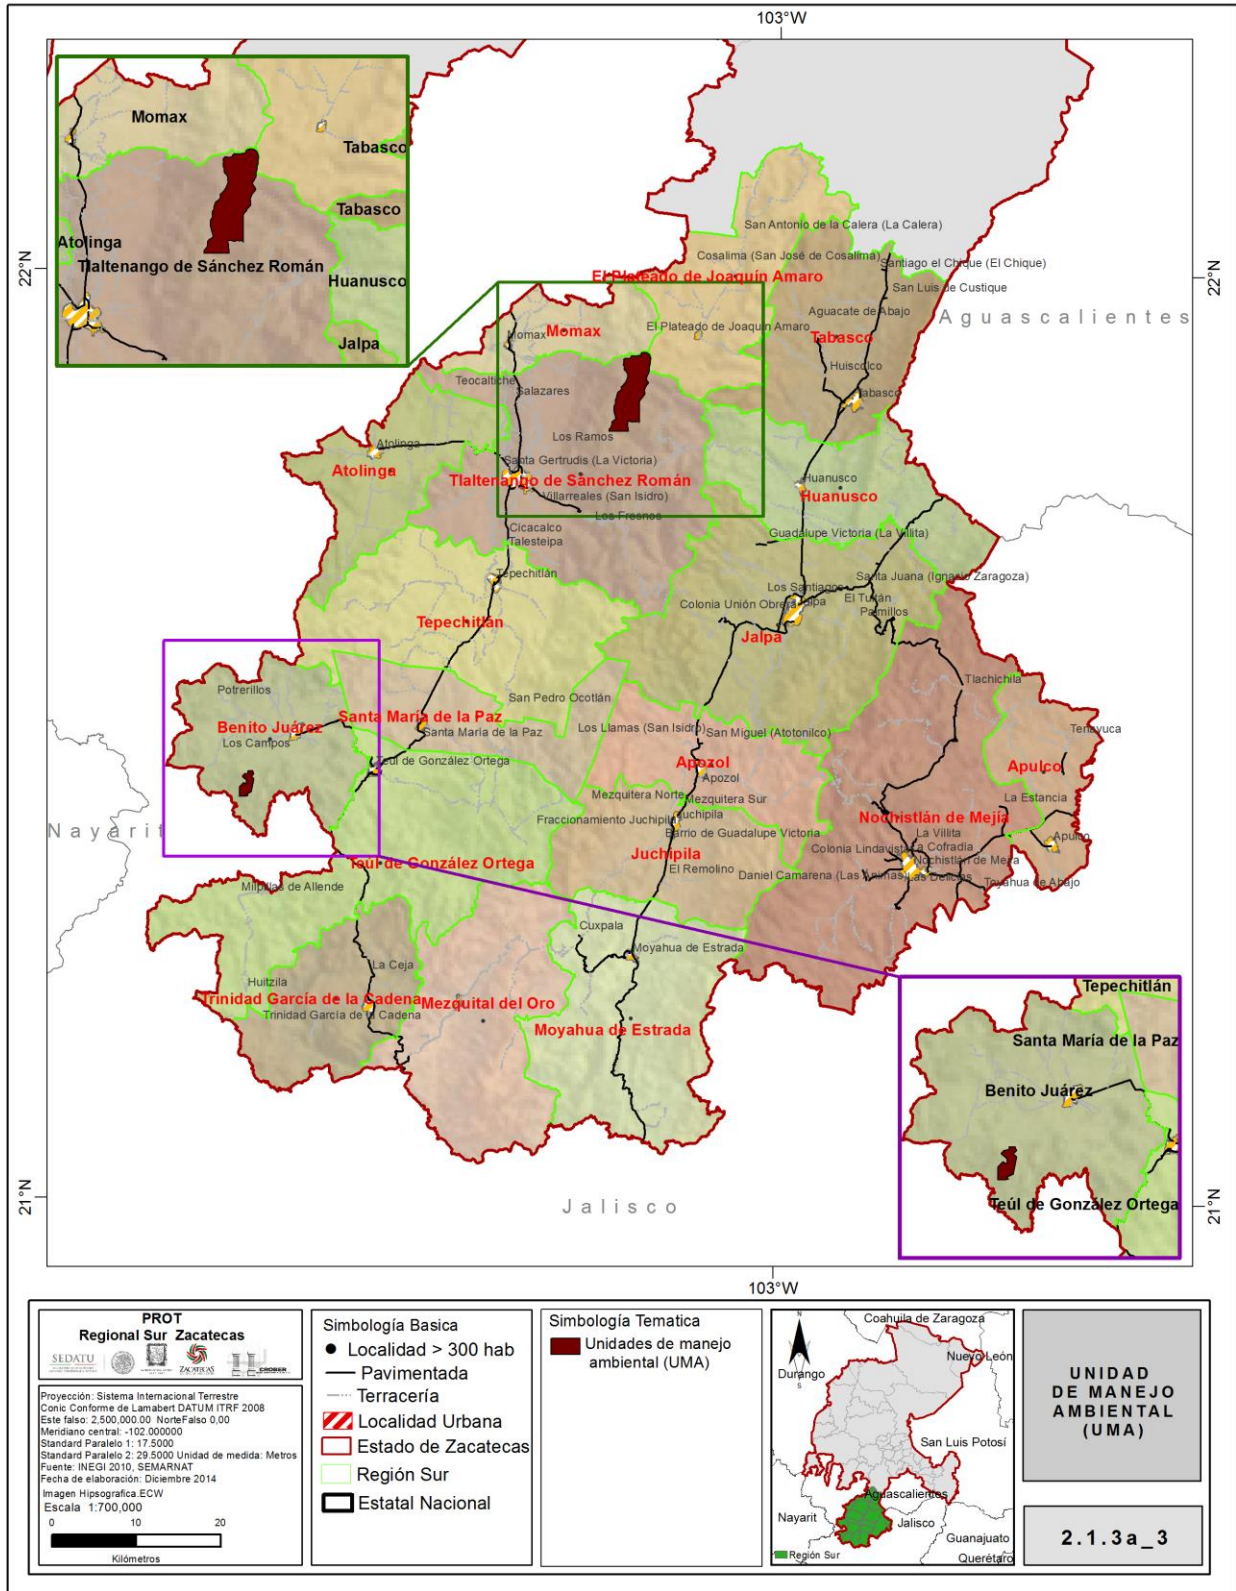 103°W
Momax
Tabasco
Tabasco
Atolinga
Tlaltenango de Sánchez Román
Huanusco
Jalpa
22°N
22°N
San Antonio de la Calera (La Calera)
Cosalima (San José de Cosalima)
Santiago el Chique (El Chique)
El Plateado de Joaquín Amaro
San Luis de Custique
Aguacate de Abajo
Aguascalientes
El Plateado de Joaquín Amaro
Momax
Momax
Tabasco
Huiscolco
Teocaltiche
Salazares
Tabasco
Los Ramos
Atolinga
Santa Gertrudis (La Victoria)
Atolinga
Tlaltenango de Sánchez Román
Huanusco
Huanusco
Villarreales (San Isidro)
Los Fresnos
Cicacalco
Talesteipa
Guadalupe Victoria (La Villita)
Tepechitlán
Santa Juana (Ignacio Zaragoza)
Los Santiagos
El Tuitán
Colonia Unión Obrera
Jalpa
Palmillos
Tepechitlán
Jalpa
Tlachichila
Potrerillos
San Pedro Ocotlán
Benito Juárez
Santa María de la Paz
Santa María de la Paz
Los Llamas (San Isidro)
San Miguel (Atotonilco)
Tenayuca
Los Campos
Teúl de González Ortega
Apozol
Apozol
Apulco
Mezquitera Norte
Mezquitera Sur
La Estancia
Nayarit
Fraccionamiento Juchipila
Juchipila
Nochistlán de Mejía
Barrio de Guadalupe Victoria
La Villita
Apulco
Colonia Lindavista
La Cofradía
Juchipila
Teúl de González Ortega
El Remolino
Nochistlán de Mejía
Daniel Camarena (Las Animas)
Las Delicias
Toyahua de Abajo
Milpillas de Allende
Cuxpala
Moyahua de Estrada
La Ceja
Huitzila
Trinidad García de la Cadena
Trinidad García de la Cadena
Mezquital del Oro
Moyahua de Estrada
Tepechitlán
Santa María de la Paz
Benito Juárez
Teúl de González Ortega
21°N
21°N
Jalisco
103°W
PROT
Regional Sur Zacatecas
SEDATU
ZACATECAS
CROBER
Proyección: Sistema Internacional Terrestre
Conic Conforme de Lamabert DATUM ITRF 2008
Este falso: 2,500,000.00 NorteFalso 0,00
Meridiano central: -102.000000
Standard Paralelo 1: 17.5000
Standard Paralelo 2: 29.5000 Unidad de medida: Metros
Fuente: INEGI 2010, SEMARNAT
Fecha de elaboración: Diciembre 2014
Imagen Hipsografica.ECW
Escala 1:700,000
0 10 20
Kilómetros
Simbología Basica
Localidad > 300 hab
Pavimentada
Terracería
Localidad Urbana
Estado de Zacatecas
Región Sur
Estatal Nacional
Simbología Tematica
Unidades de manejo
ambiental (UMA)
N
S
Coahuila de Zaragoza
Nuevo León
Durango
San Luis Potosí
Aguascalientes
Nayarit
Jalisco
Guanajuato
Región Sur
Querétaro
UNIDAD
DE MANEJO
AMBIENTAL
(UMA)
2.1.3a_3